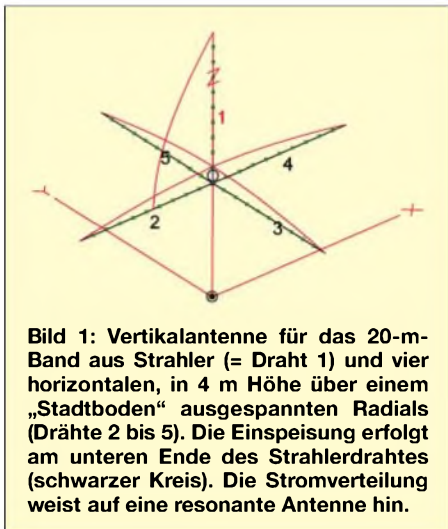 Z
1
5
4
Y
2
3
X
Bild 1: Vertikalantenne für das 20-m-
Band aus Strahler (= Draht 1) und vier
horizontalen, in 4 m Höhe über einem
„Stadtboden“ ausgespannten Radials
(Drähte 2 bis 5). Die Einspeisung erfolgt
am unteren Ende des Strahlerdrahtes
(schwarzer Kreis). Die Stromverteilung
weist auf eine resonante Antenne hin.